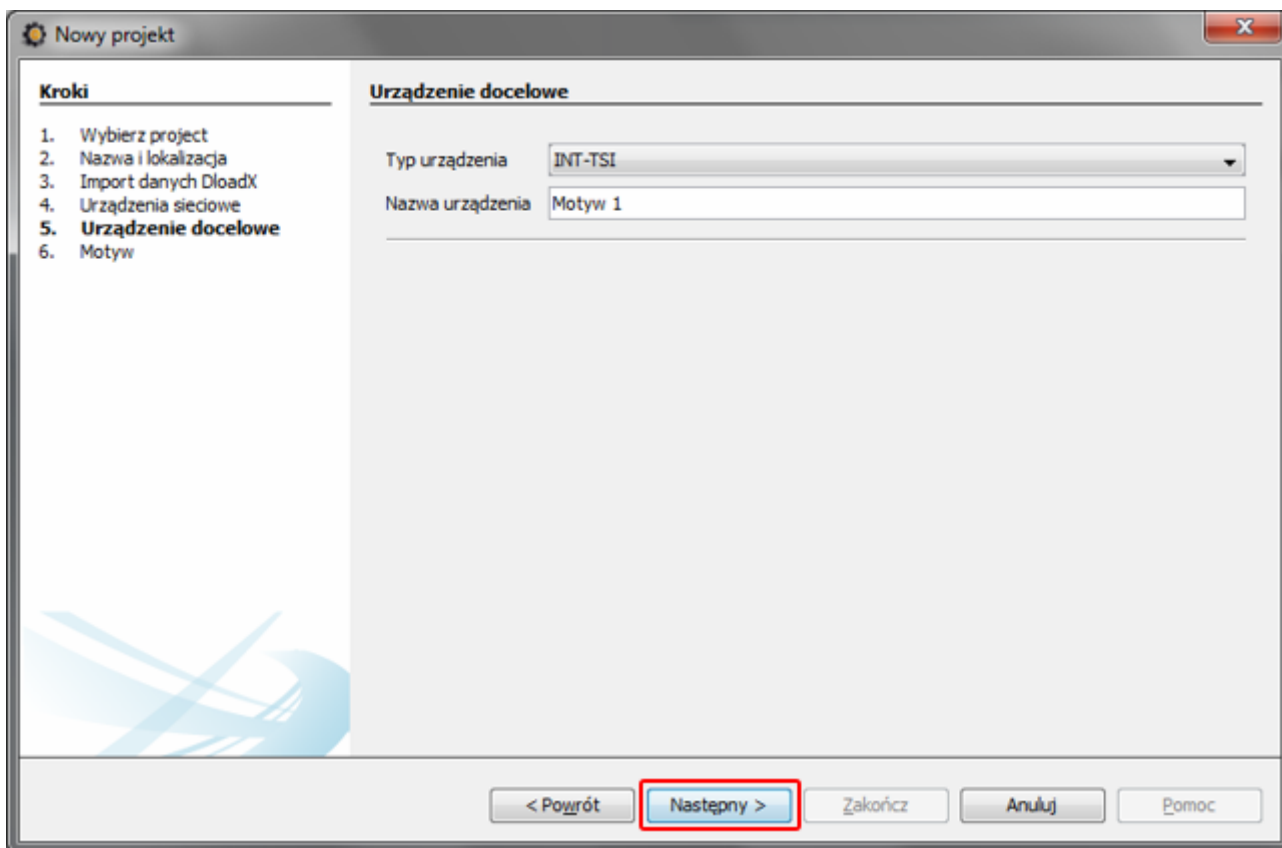 Nowy projekt
Kroki
1. Wybierz project
2. Nazwa i lokalizacja
3. Import danych DloadX
4. Urządzenia sieciowe
5. Urządzenie docelowe
6. Motyw
Urządzenie docelowe
Typ urządzenia INT-TSI
Nazwa urządzenia Motyw 1
< Powrót Następny > Zakończ Anuluj Pomoc